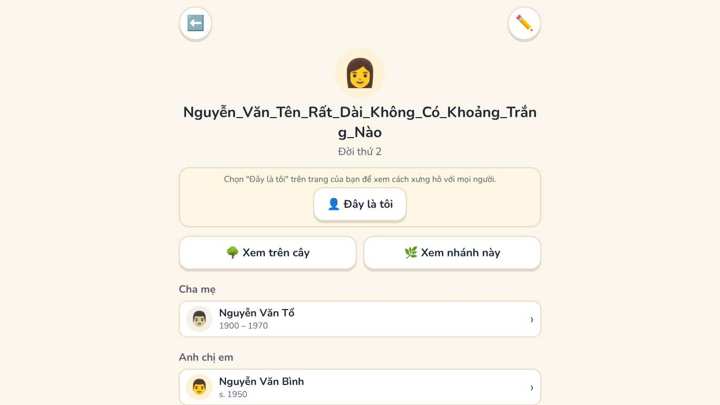 Nguyễn_Văn_Tên_Rất_Dài_Không_Có_Khoảng_Trắn
g_Nào
Đời thứ 2
Chọn "Đây là tôi" trên trang của bạn để xem cách xưng hô với mọi người.
Đây là tôi
Xem trên cây
Xem nhánh này
Cha mẹ
Nguyễn Văn Tổ
1900 – 1970
Anh chị em
Nguyễn Văn Bình
s. 1950